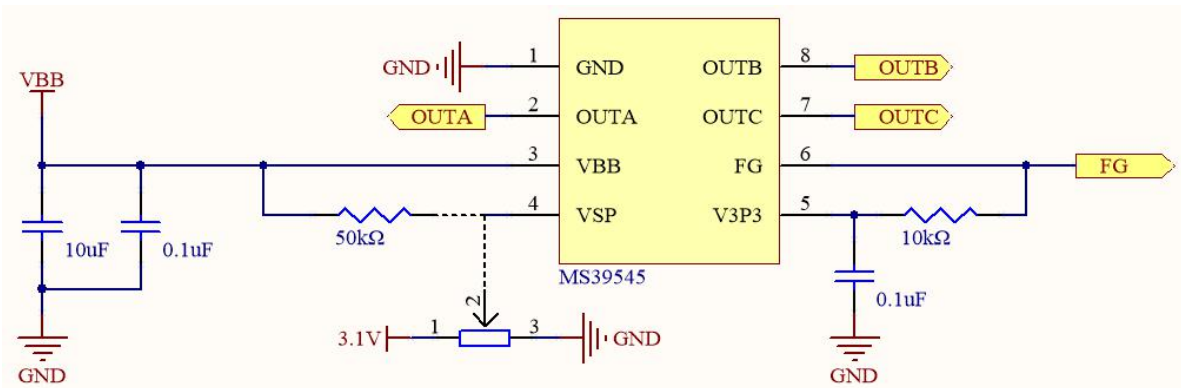 VBB
GND
1
GND
OUTB
8
OUTB
OUTA
2
OUTA
OUTC
7
OUTC
3
VBB
FG
6
FG
4
VSP
V3P3
5
10uF
0.1uF
50kΩ
10kΩ
MS39545
0.1uF
2
3.1V
1
3
GND
GND
GND